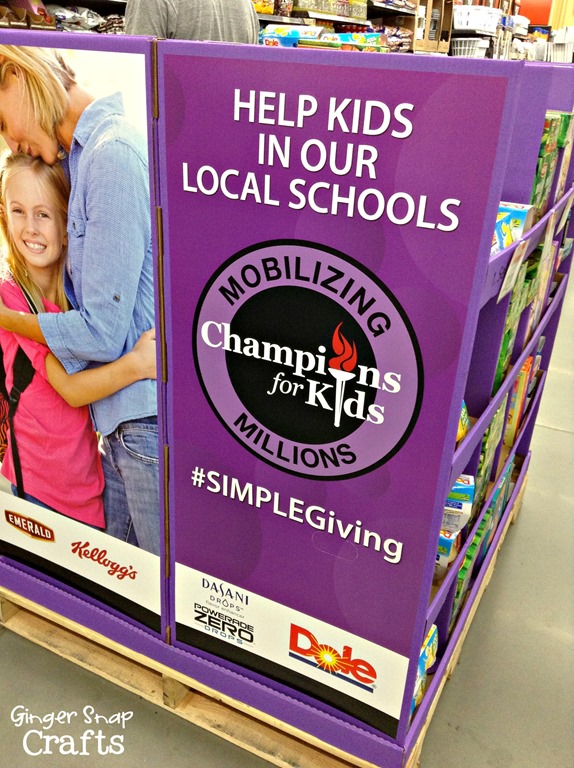 HELP KIDS
IN OUR
LOCAL SCHOOLS
MOBILIZING
Champions
for Kids
MILLIONS
#SIMPLEGiving
EMERALD
Kellogg's
DASANI
DROPS
POWERADE
ZERO
DROPS
Dole
Ginger Snap
Crafts